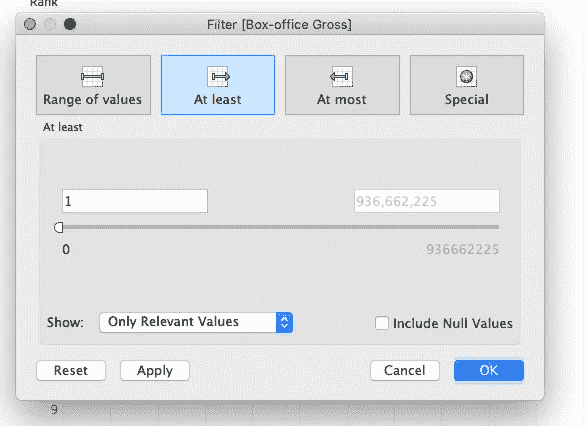 Rank
Filter [Box-office Gross]
Range of values At least At most Special
At least
1 936,662,225
0 936662225
Show: Only Relevant Values Include Null Values
Reset Apply Cancel OK
9